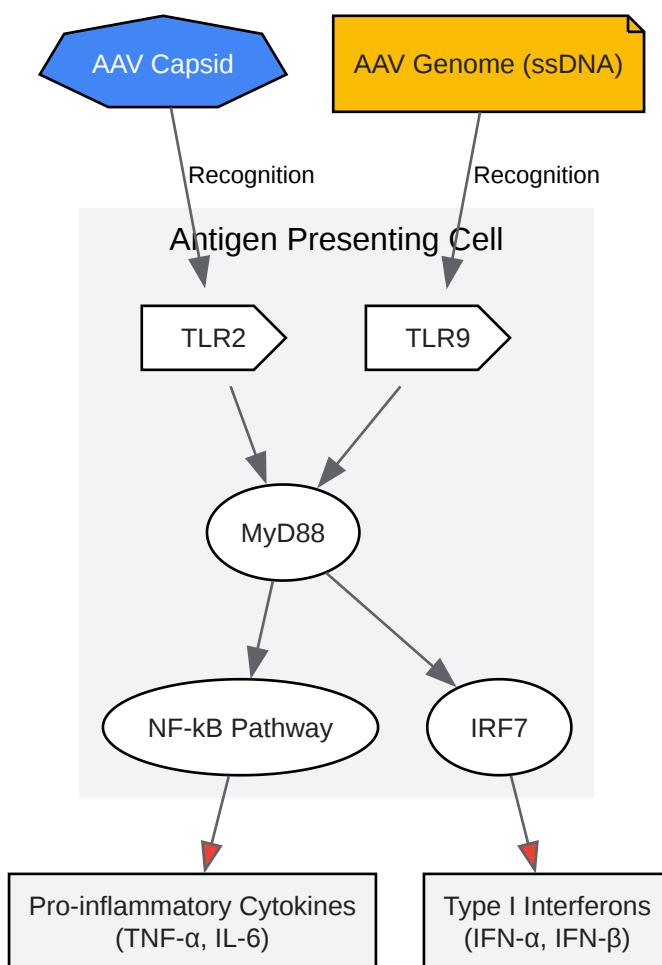 AAV Capsid
AAV Genome (ssDNA)
Recognition
Recognition
Antigen Presenting Cell
TLR2
TLR9
MyD88
NF-kB Pathway
IRF7
Pro-inflammatory Cytokines
(TNF-α, IL-6)
Type I Interferons
(IFN-α, IFN-β)